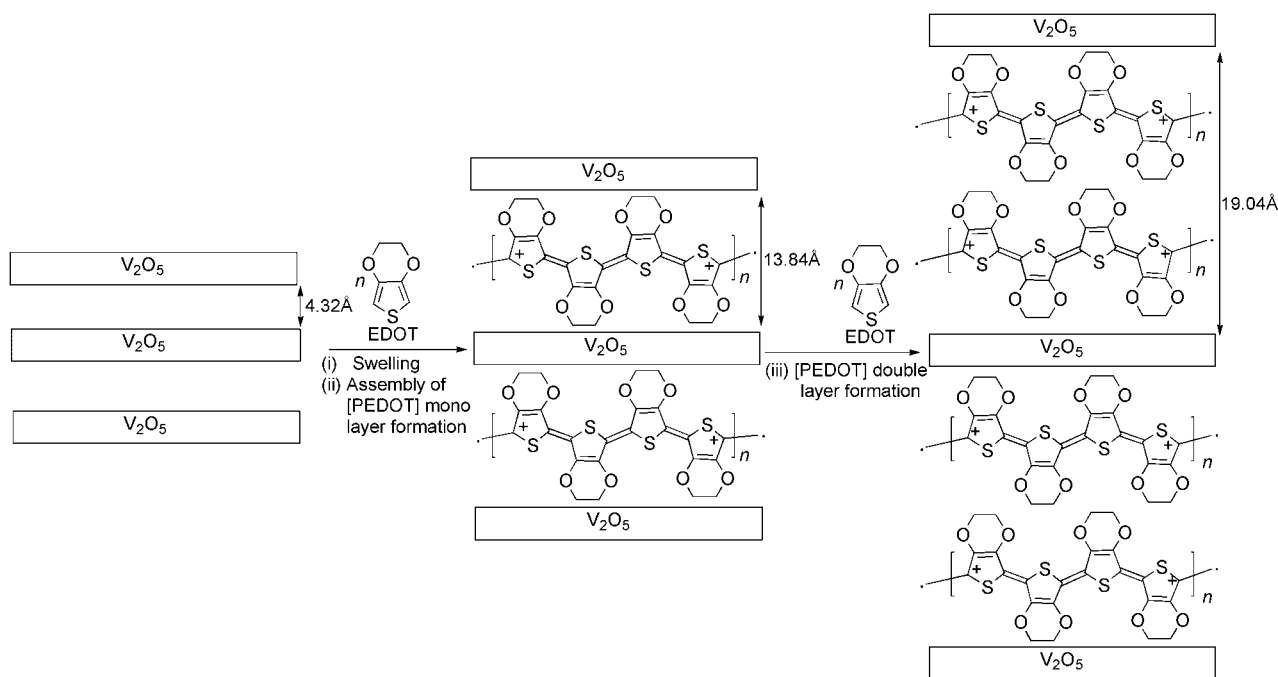 V₂O₅
4.32Å
V₂O₅
V₂O₅
O
n O
S
EDOT
(i) Swelling
(ii) Assembly of
[PEDOT] mono
layer formation
V₂O₅
O O O O
S S
+ +
S S
n
O O O O
13.84Å
V₂O₅
O O O O
S S
+ +
S S
n
O O O O
V₂O₅
O
n O
S
EDOT
(iii) [PEDOT] double
layer formation
V₂O₅
O O O O
S S
+ +
S S
n
O O O O
19.04Å
O O O O
S S
+ +
S S
n
O O O O
V₂O₅
O O O O
S S
+ +
S S
n
O O O O
O O O O
S S
+ +
S S
n
O O O O
V₂O₅